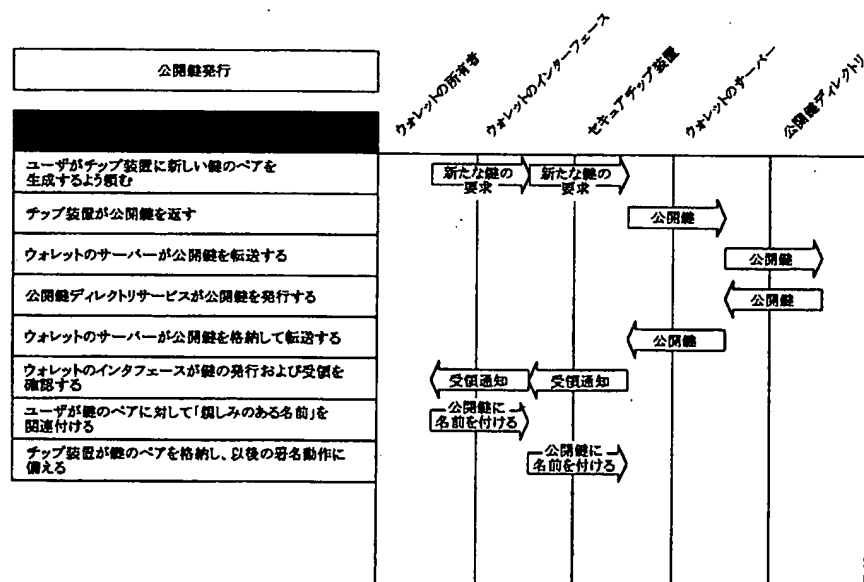 公開鍵発行
ウォレットの所有者
ウォレットのインターフェース
セキュアチップ装置
ウォレットのサーバー
公開鍵ディレクトリ
ユーザがチップ装置に新しい鍵のペアを
生成するよう頼む
新たな鍵の
要求
新たな鍵の
要求
チップ装置が公開鍵を返す
公開鍵
ウォレットのサーバーが公開鍵を転送する
公開鍵
公開鍵ディレクトリサービスが公開鍵を発行する
公開鍵
ウォレットのサーバーが公開鍵を格納して転送する
公開鍵
ウォレットのインタフェースが鍵の発行および受領を
確認する
受領通知
受領通知
ユーザが鍵のペアに対して「親しみのある名前」を
関連付ける
公開鍵に
名前を付ける
チップ装置が鍵のペアを格納し、以後の署名動作に
備える
公開鍵に
名前を付ける